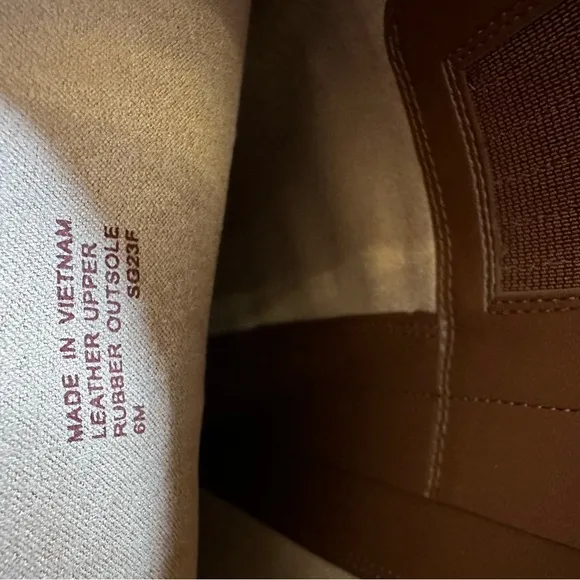 MADE IN VIETNAM
LEATHER UPPER
RUBBER OUTSOLE
6M SG23F